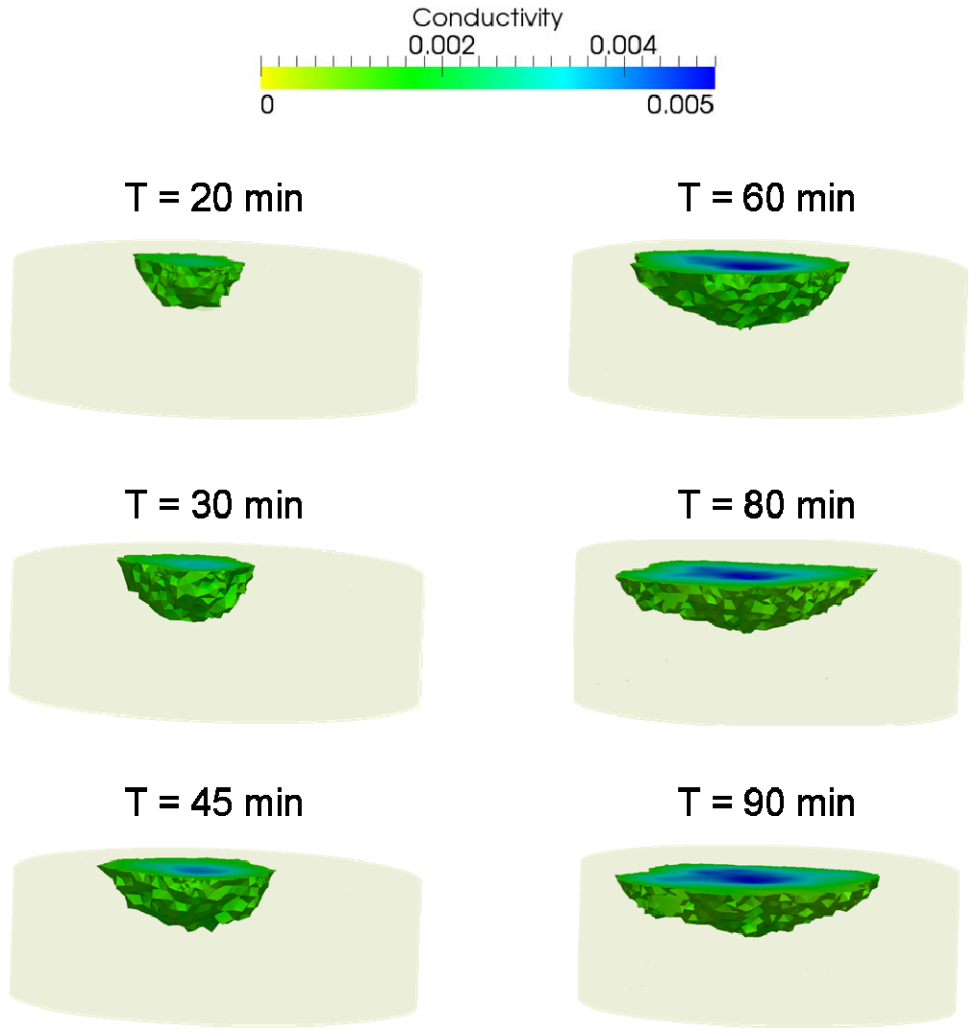 Conductivity
0.002 0.004
0 0.005
T = 20 min
T = 60 min
T = 30 min
T = 80 min
T = 45 min
T = 90 min